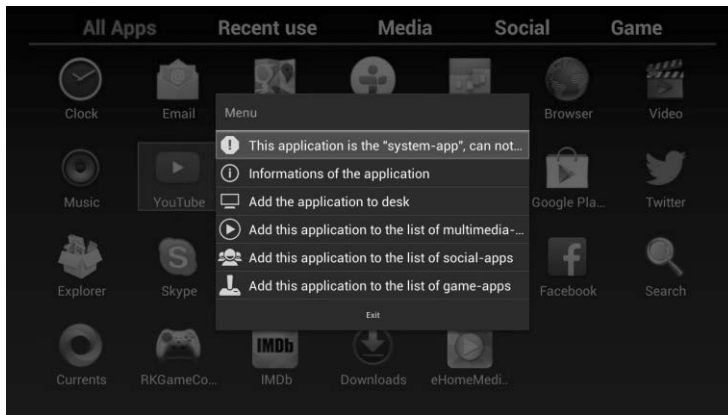 All Apps Recent use Media Social Game
Clock Email Browser Video
Menu
This application is the "system-app", can not...
Informations of the application
Add the application to desk
Add this application to the list of multimedia-...
Add this application to the list of social-apps
Add this application to the list of game-apps
Exit
Music YouTube Google Pla... Twitter
Explorer Skype Facebook Search
IMDb
Currents RKGameCo... IMDb Downloads eHomeMedi..